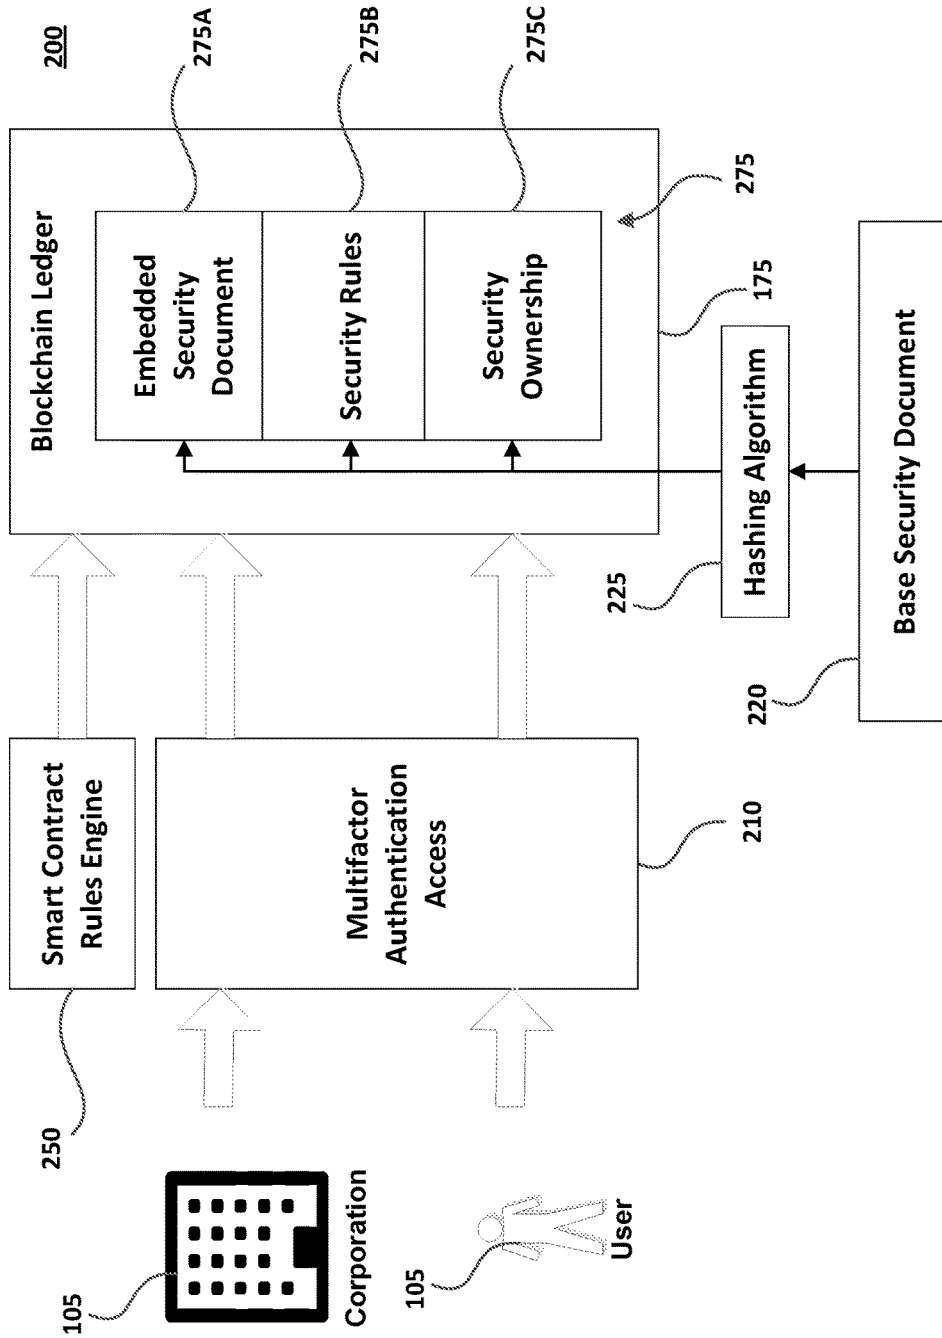 200
Blockchain Ledger
Embedded
Security
Document
275A
Security Rules
275B
Security
Ownership
275C
275
175
Smart Contract
Rules Engine
250
Multifactor
Authentication
Access
210
105
Corporation
105
User
Hashing Algorithm
225
Base Security Document
220